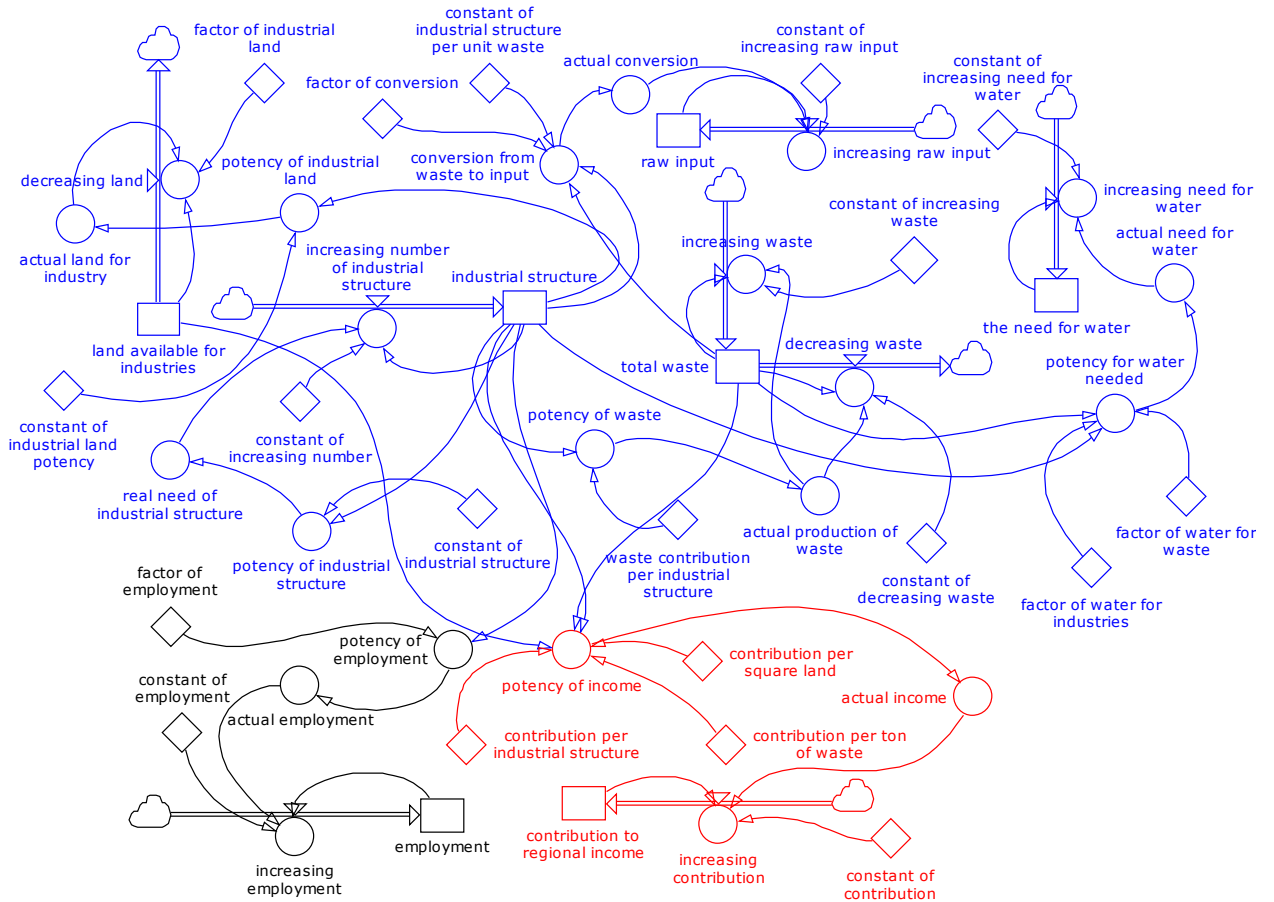 constant of
industrial structure
per unit waste
factor of industrial
land
constant of
increasing raw input
actual conversion
constant of
increasing need for
water
factor of conversion
potency of industrial
land
conversion from
waste to input
raw input
increasing raw input
decreasing land
increasing need for
water
constant of increasing
waste
actual need for
water
increasing waste
actual land for
industry
increasing number
of industrial
structure
industrial structure
the need for water
land available for
industries
total waste
decreasing waste
potency for water
needed
constant of
industrial land
potency
constant of
increasing number
potency of waste
real need of
industrial structure
actual production of
waste
factor of water for
waste
potency of industrial
structure
constant of
industrial structure
waste contribution
per industrial
structure
constant of
decreasing waste
factor of water for
industries
factor of
employment
potency of
employment
contribution per
square land
potency of income
actual income
constant of
employment
actual employment
contribution per
industrial structure
contribution per ton
of waste
employment
contribution to
regional income
increasing
employment
increasing
contribution
constant of
contribution